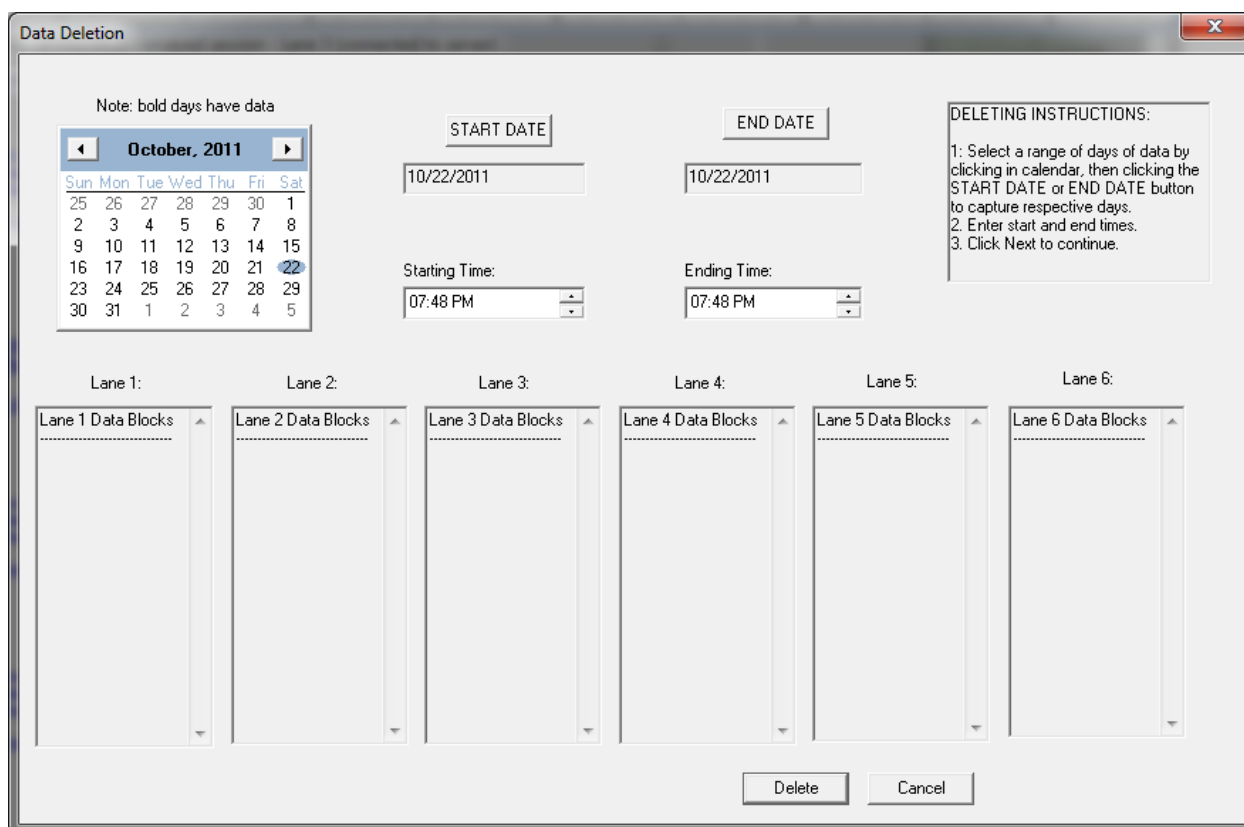 Data Deletion
Note: bold days have data
October, 2011
Sun Mon Tue Wed Thu Fri Sat
25 26 27 28 29 30 1
2 3 4 5 6 7 8
9 10 11 12 13 14 15
16 17 18 19 20 21 22
23 24 25 26 27 28 29
30 31 1 2 3 4 5
START DATE
10/22/2011
Starting Time:
07:48 PM
END DATE
10/22/2011
Ending Time:
07:48 PM
DELETING INSTRUCTIONS:
1: Select a range of days of data by
clicking in calendar, then clicking the
START DATE or END DATE button
to capture respective days.
2. Enter start and end times.
3. Click Next to continue.
Lane 1:
Lane 1 Data Blocks
--------------------------------
Lane 2:
Lane 2 Data Blocks
--------------------------------
Lane 3:
Lane 3 Data Blocks
--------------------------------
Lane 4:
Lane 4 Data Blocks
--------------------------------
Lane 5:
Lane 5 Data Blocks
--------------------------------
Lane 6:
Lane 6 Data Blocks
--------------------------------
Delete
Cancel